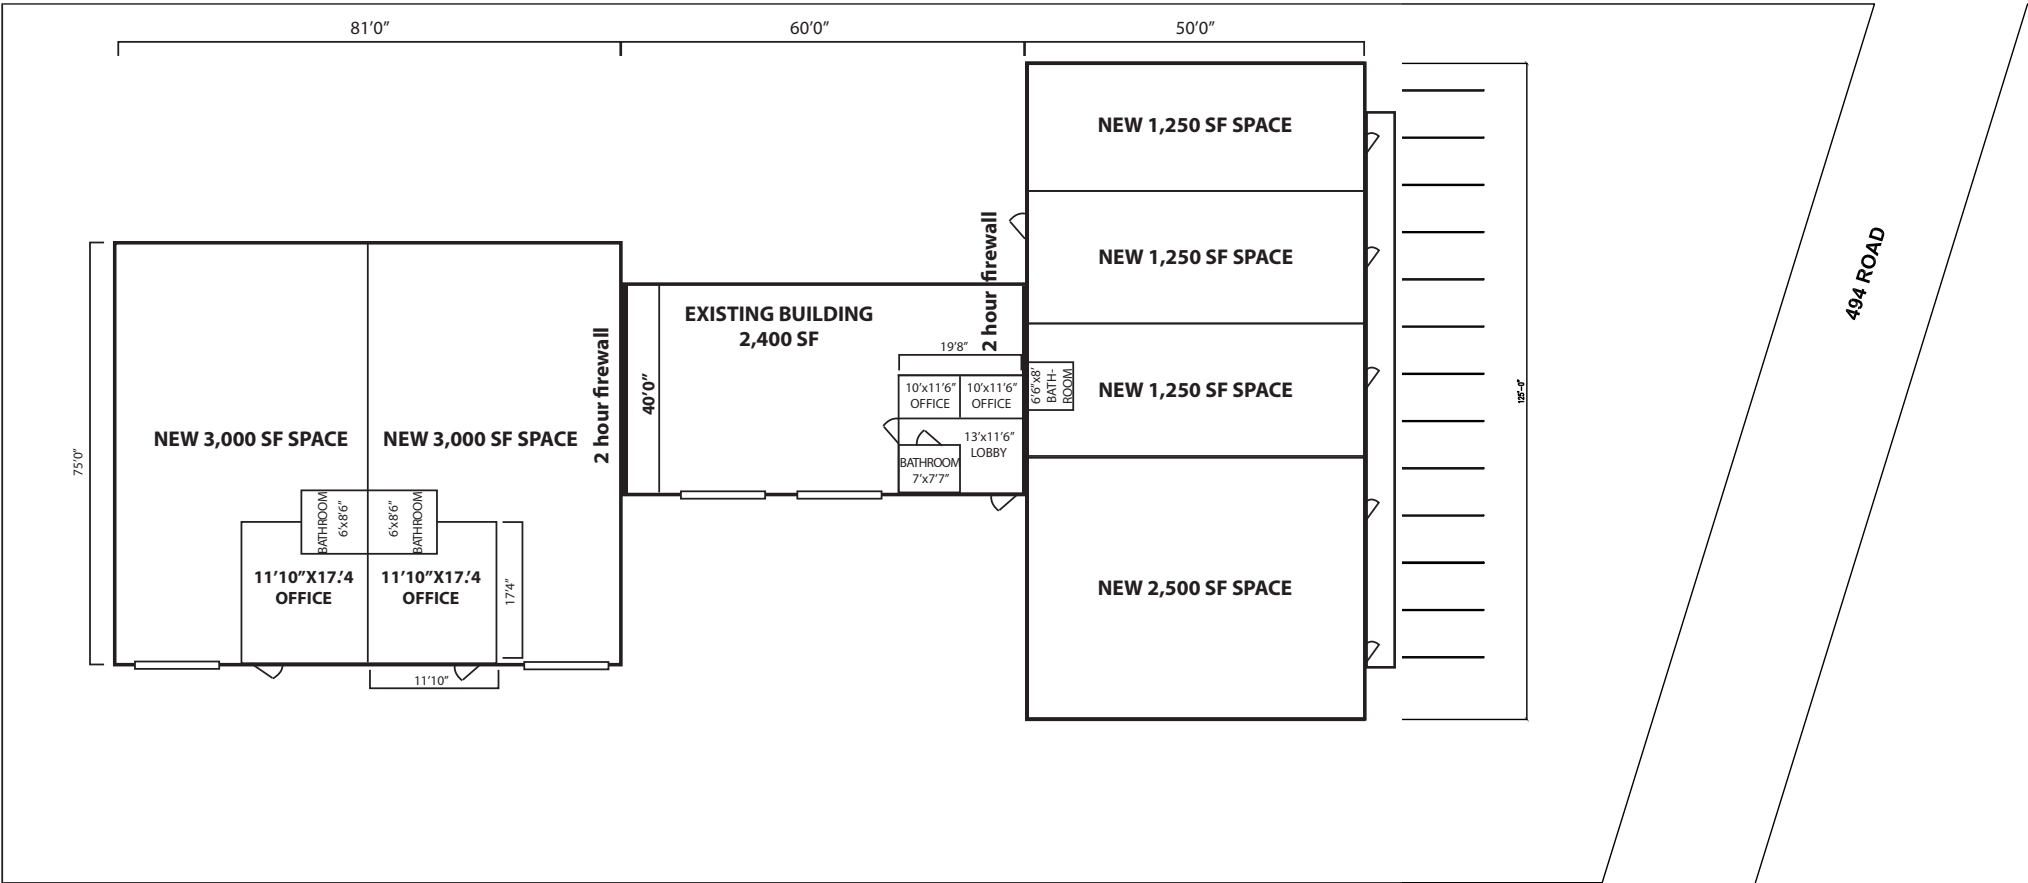 81'0"
60'0"
50'0"
NEW 1,250 SF SPACE
494 ROAD
2 hour firewall
NEW 1,250 SF SPACE
EXISTING BUILDING
2,400 SF
2 hour firewall
40'0"
19'8"
10'x11'6"
OFFICE
10'x11'6"
OFFICE
6'6"x8'
BATH-
ROOM
NEW 1,250 SF SPACE
125'-0"
75'0"
NEW 3,000 SF SPACE
NEW 3,000 SF SPACE
13'x11'6"
LOBBY
BATHROOM
7'x7'7"
BATHROOM
6'x8'6"
6'x8'6"
BATHROOM
11'10"X17.'4
OFFICE
11'10"X17.'4
OFFICE
17'4"
NEW 2,500 SF SPACE
11'10"